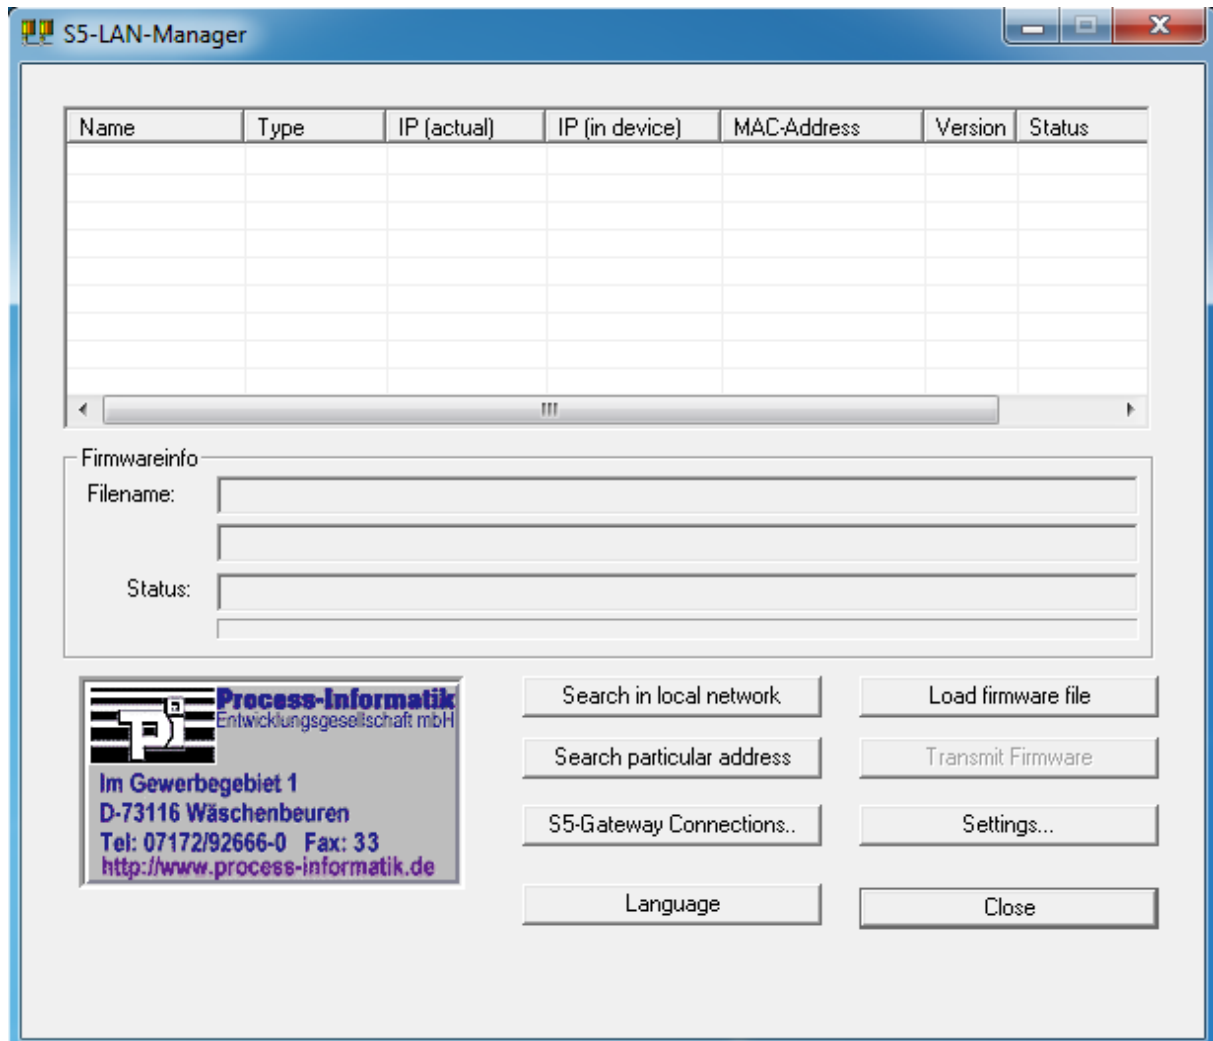 S5-LAN-Manager
Name Type IP (actual) IP (in device) MAC-Address Version Status
Firmwareinfo
Filename:
Status:
Process-Informatik
Entwicklungsgesellschaft mbH
pi
Im Gewerbegebiet 1
D-73116 Wäschenbeuren
Tel: 07172/92666-0 Fax: 33
http://www.process-informatik.de
Search in local network Load firmware file
Search particular address Transmit Firmware
S5-Gateway Connections.. Settings...
Language Close